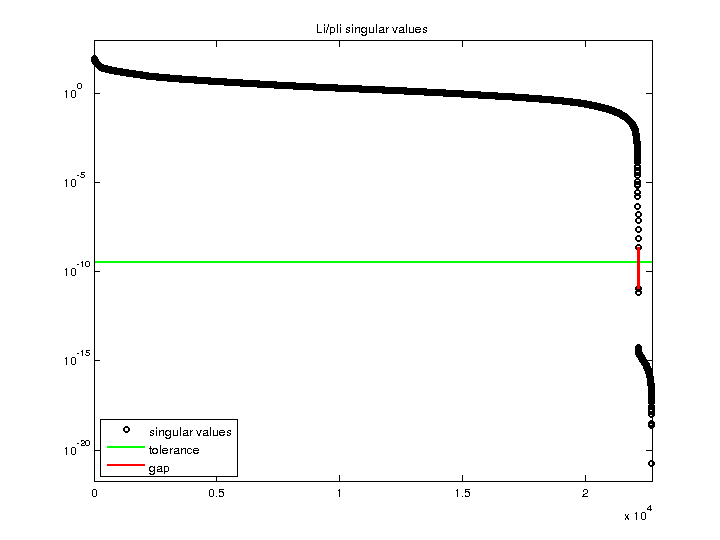 Li/pli singular values
10^0
10^-5
10^-10
10^-15
10^-20
singular values
tolerance
gap
0 0.5 1 1.5 2
x 10^4